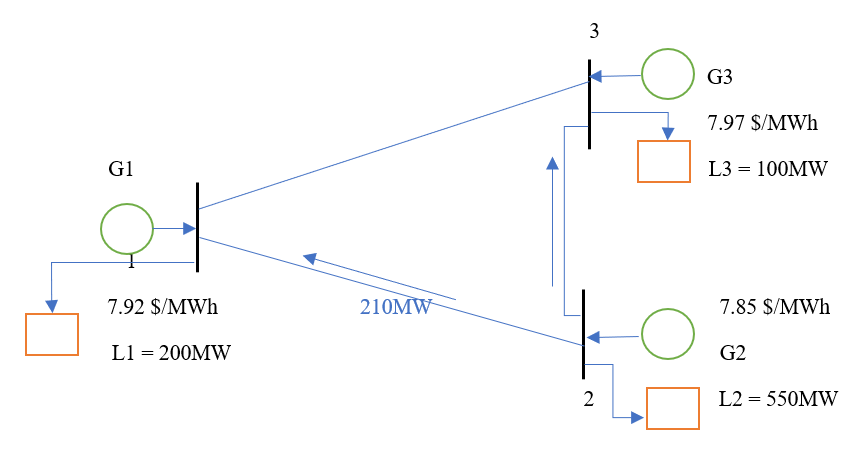 3
G3
7.97 $/MWh
L3 = 100MW
G1
1
7.92 $/MWh
L1 = 200MW
210MW
7.85 $/MWh
G2
L2 = 550MW
2